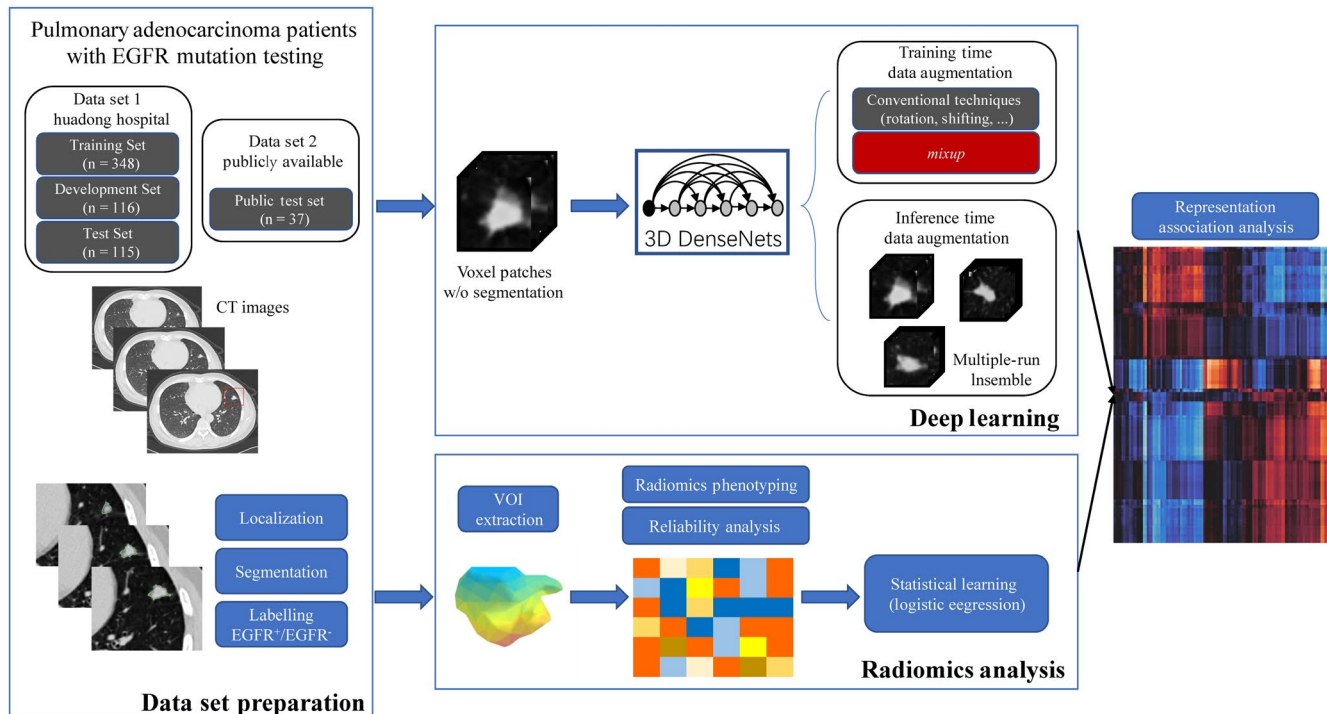 Pulmonary adenocarcinoma patients
with EGFR mutation testing
Data set 1
huadong hospital
Training Set
(n = 348)
Development Set
(n = 116)
Test Set
(n = 115)
Data set 2
publicly available
Public test set
(n = 37)
CT images
Localization
Segmentation
Labelling
EGFR⁺/EGFR⁻
Data set preparation
Voxel patches
w/o segmentation
3D DenseNets
Training time
data augmentation
Conventional techniques
(rotation, shifting, ...)
mixup
Inference time
data augmentation
Multiple-run
lnsemble
Deep learning
VOI
extraction
Radiomics phenotyping
Reliability analysis
Statistical learning
(logistic eegression)
Radiomics analysis
Representation
association analysis